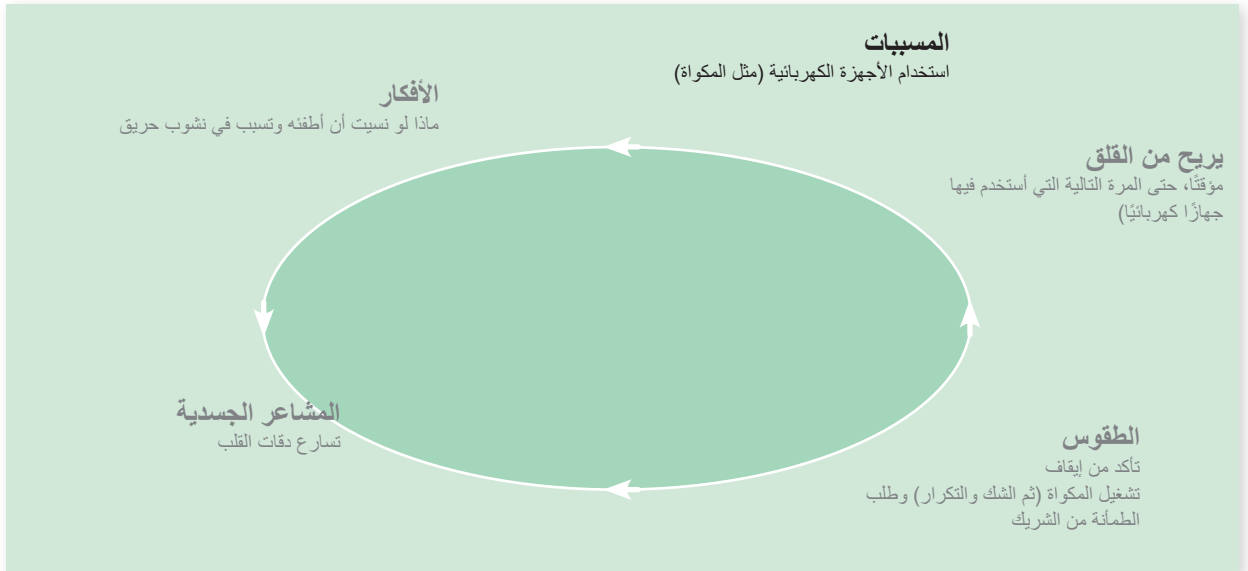 المسببات
استخدام الأجهزة الكهربائية (مثل المكواة)
الأفكار
ماذا لو نسيت أن أطفئه وتسبب في نشوب حريق
يريح من القلق
مؤقتًا، حتى المرة التالية التي أستخدم فيها
جهازًا كهربائيًا)
المشاعر الجسدية
تسارع دقات القلب
الطقوس
تأكد من إيقاف
تشغيل المكواة (ثم الشك والتكرار) وطلب
الطمأنة من الشريك